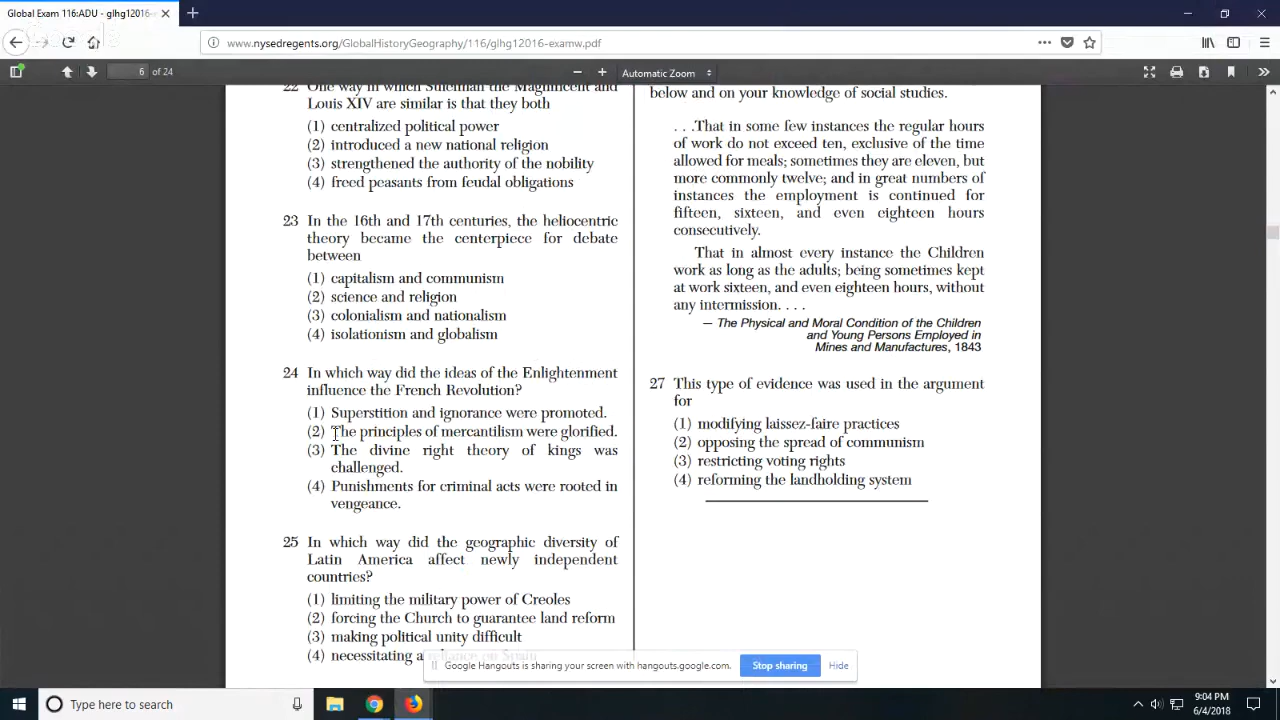 Global Exam 116:ADU - glhg12016-
www.nysedregents.org/GlobalHistoryGeography/116/glhg12016-examw.pdf
6 of 24
Automatic Zoom
22 One way in which Suleiman the Magnificent and
Louis XIV are similar is that they both
(1) centralized political power
(2) introduced a new national religion
(3) strengthened the authority of the nobility
(4) freed peasants from feudal obligations
23 In the 16th and 17th centuries, the heliocentric
theory became the centerpiece for debate
between
(1) capitalism and communism
(2) science and religion
(3) colonialism and nationalism
(4) isolationism and globalism
24 In which way did the ideas of the Enlightenment
influence the French Revolution?
(1) Superstition and ignorance were promoted.
(2) The principles of mercantilism were glorified.
(3) The divine right theory of kings was
challenged.
(4) Punishments for criminal acts were rooted in
vengeance.
25 In which way did the geographic diversity of
Latin America affect newly independent
countries?
(1) limiting the military power of Creoles
(2) forcing the Church to guarantee land reform
(3) making political unity difficult
(4) necessitating a reliance on Spain
below and on your knowledge of social studies.
. . .That in some few instances the regular hours
of work do not exceed ten, exclusive of the time
allowed for meals; sometimes they are eleven, but
more commonly twelve; and in great numbers of
instances the employment is continued for
fifteen, sixteen, and even eighteen hours
consecutively.
That in almost every instance the Children
work as long as the adults; being sometimes kept
at work sixteen, and even eighteen hours, without
any intermission. . . .
— The Physical and Moral Condition of the Children
and Young Persons Employed in
Mines and Manufactures, 1843
27 This type of evidence was used in the argument
for
(1) modifying laissez-faire practices
(2) opposing the spread of communism
(3) restricting voting rights
(4) reforming the landholding system
Google Hangouts is sharing your screen with hangouts.google.com.
Stop sharing
Hide
Type here to search
9:04 PM
6/4/2018